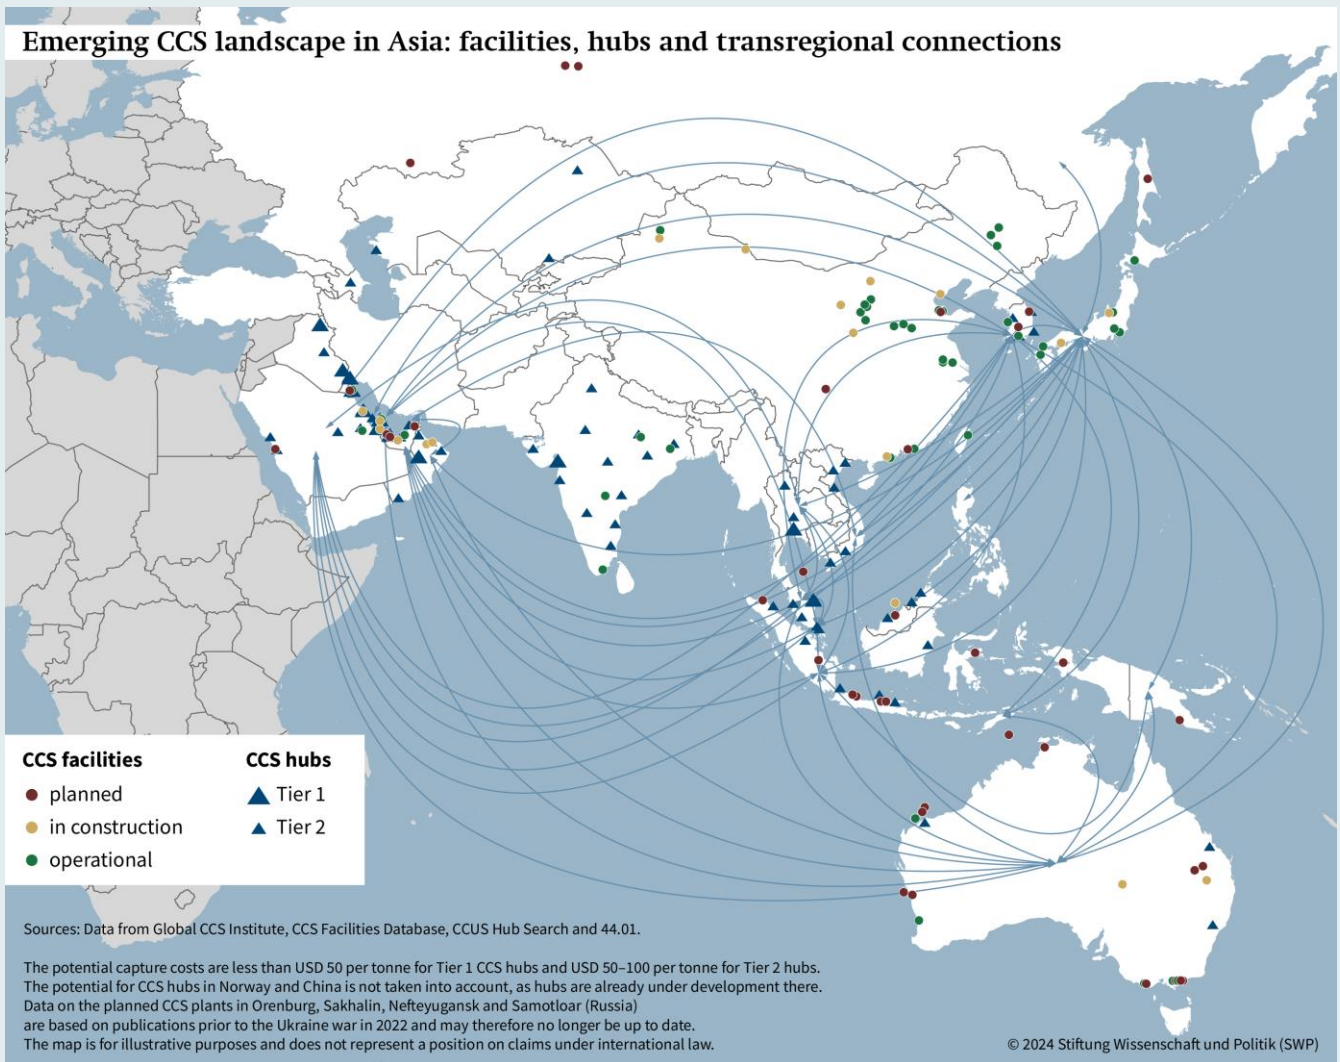 Emerging CCS landscape in Asia: facilities, hubs and transregional connections
CCS facilities
planned
in construction
operational
CCS hubs
Tier 1
Tier 2
Sources: Data from Global CCS Institute, CCS Facilities Database, CCUS Hub Search and 44.01.
The potential capture costs are less than USD 50 per tonne for Tier 1 CCS hubs and USD 50–100 per tonne for Tier 2 hubs.
The potential for CCS hubs in Norway and China is not taken into account, as hubs are already under development there.
Data on the planned CCS plants in Orenburg, Sakhalin, Nefteyugansk and Samotloar (Russia)
are based on publications prior to the Ukraine war in 2022 and may therefore no longer be up to date.
The map is for illustrative purposes and does not represent a position on claims under international law.
© 2024 Stiftung Wissenschaft und Politik (SWP)